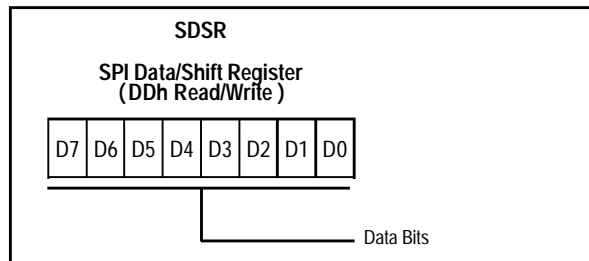 SDSR
SPI Data/Shift Register
( DDh Read/Write )
D7 D6 D5 D4 D3 D2 D1 D0
Data Bits